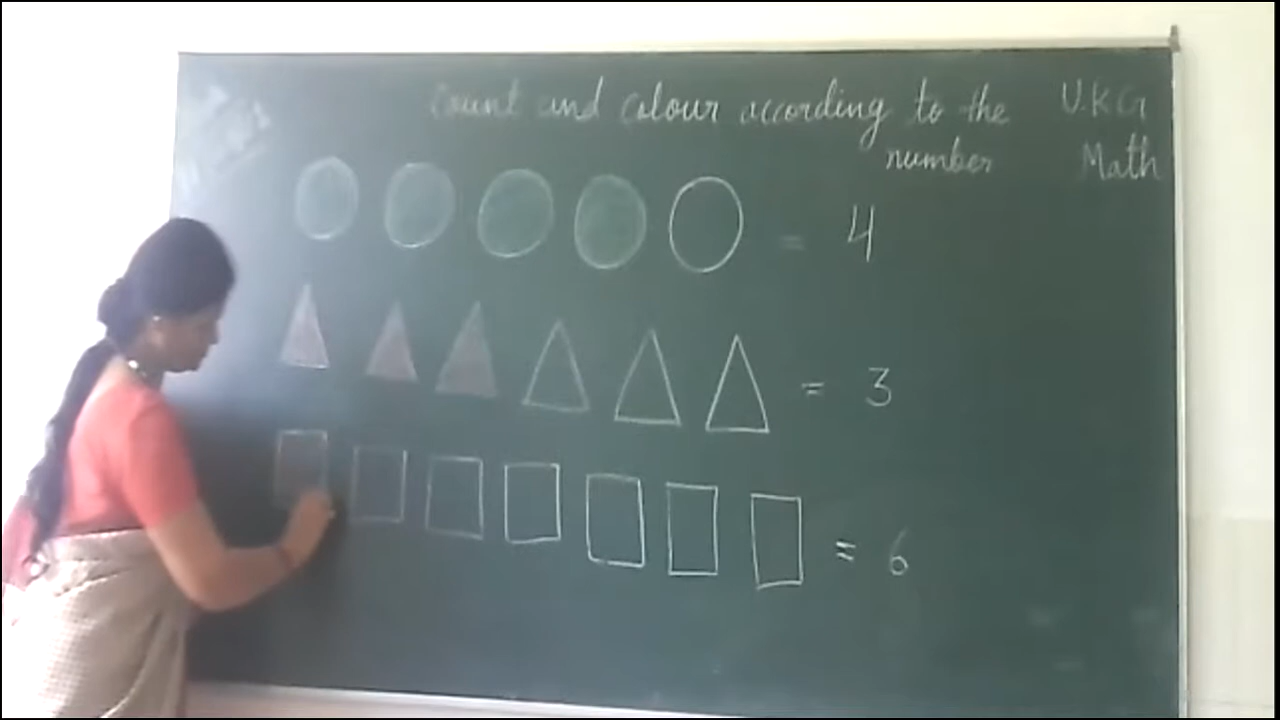 Count and colour according to the
number
U.K.G
Math
= 4
= 3
= 6